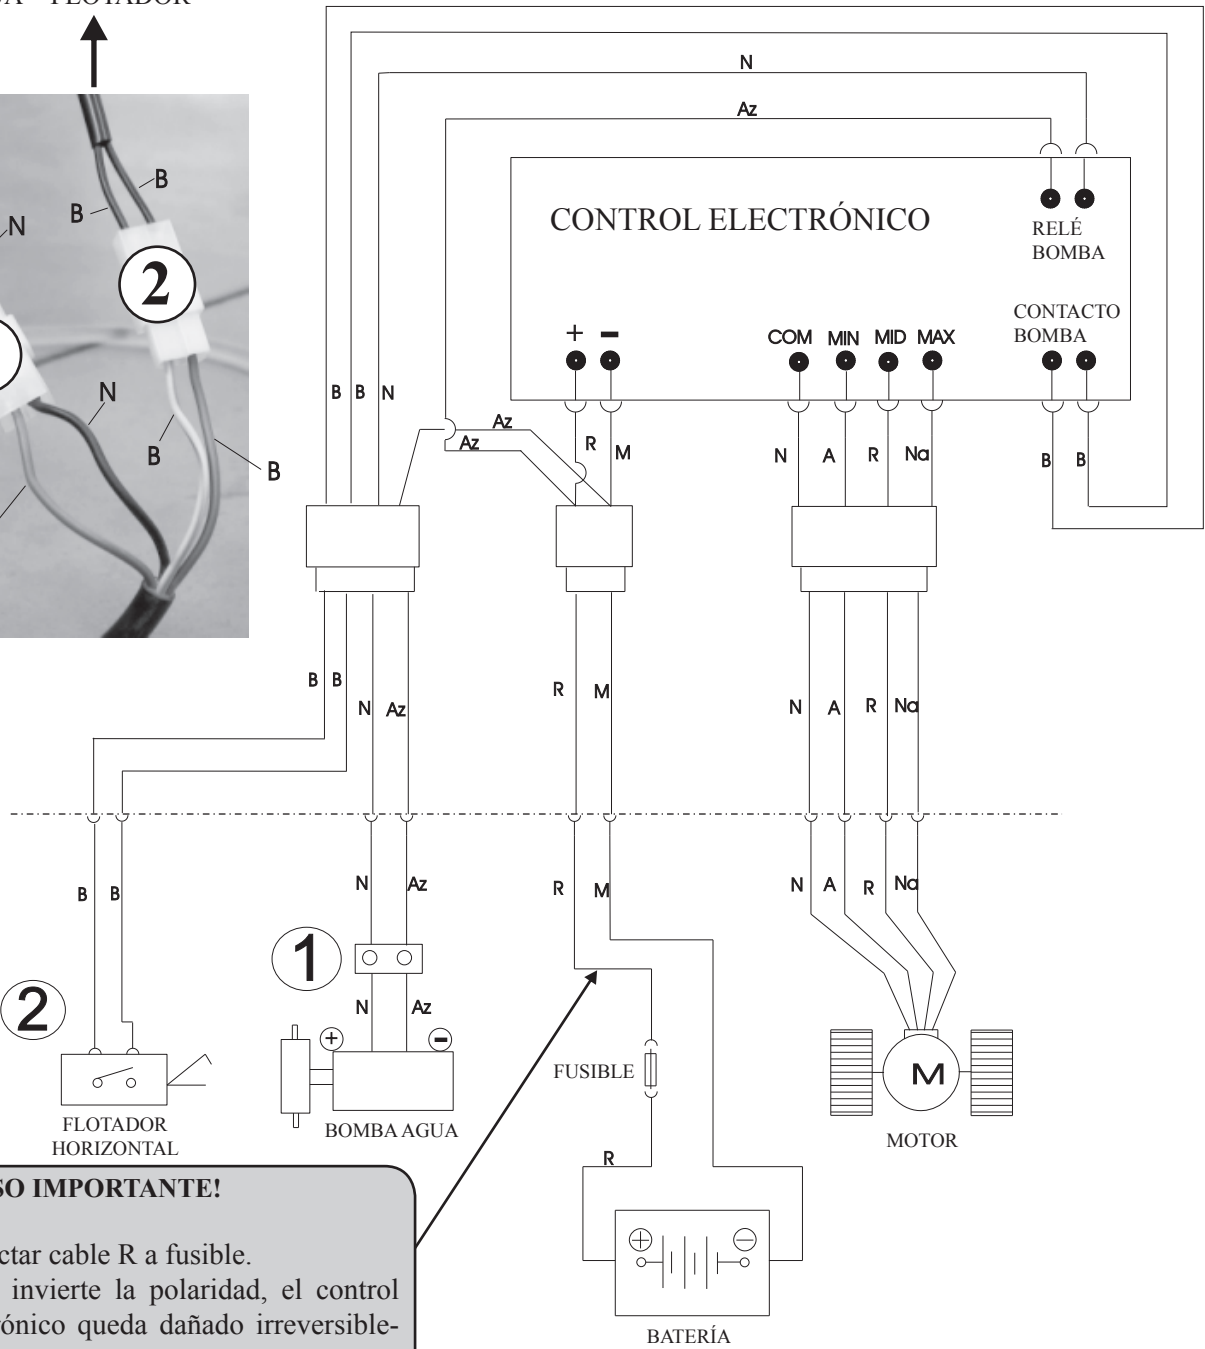 FLOTADOR
N
Az
B
B
N
2
N
B
B
CONTROL ELECTRÓNICO
RELÉ
BOMBA
CONTACTO
BOMBA
+ -
COM MIN MID MAX
B B N
Az
Az
R M
N A R Na
B B
B B
N Az
R M
N A R Na
B B
N Az
R M
N A R Na
1
2
N Az
+ -
FUSIBLE
M
FLOTADOR
HORIZONTAL
BOMBA AGUA
MOTOR
R
+ -
BATERÍA
SO IMPORTANTE!
ctar cable R a fusible.
invierte la polaridad, el control
rónico queda dañado irreversible-